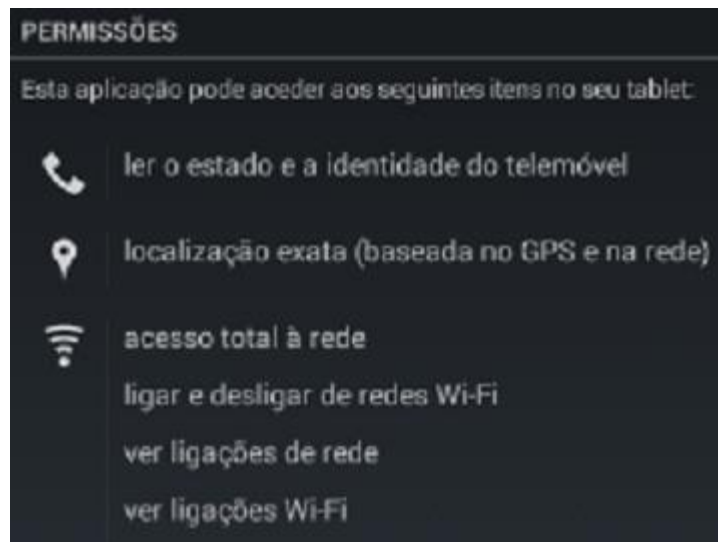 PERMISSÕES
Esta aplicação pode aceder aos seguintes itens no seu tablet:
ler o estado e a identidade do telemóvel
localização exata (baseada no GPS e na rede)
acesso total à rede
ligar e desligar de redes Wi-Fi
ver ligações de rede
ver ligações Wi-Fi